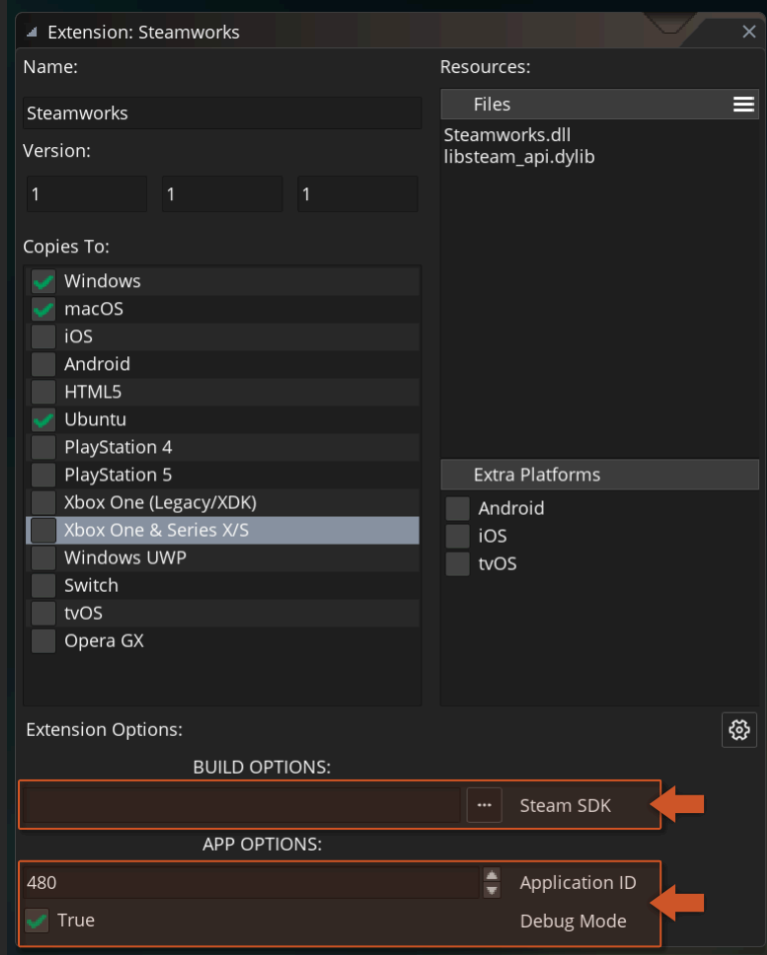 Extension: Steamworks
Name:
Steamworks
Version:
1 1 1
Copies To:
Windows
macOS
iOS
Android
HTML5
Ubuntu
PlayStation 4
PlayStation 5
Xbox One (Legacy/XDK)
Xbox One & Series X/S
Windows UWP
Switch
tvOS
Opera GX
Resources:
Files
Steamworks.dll
libsteam_api.dylib
Extra Platforms
Android
iOS
tvOS
Extension Options:
BUILD OPTIONS:
... Steam SDK
APP OPTIONS:
480 Application ID
True Debug Mode